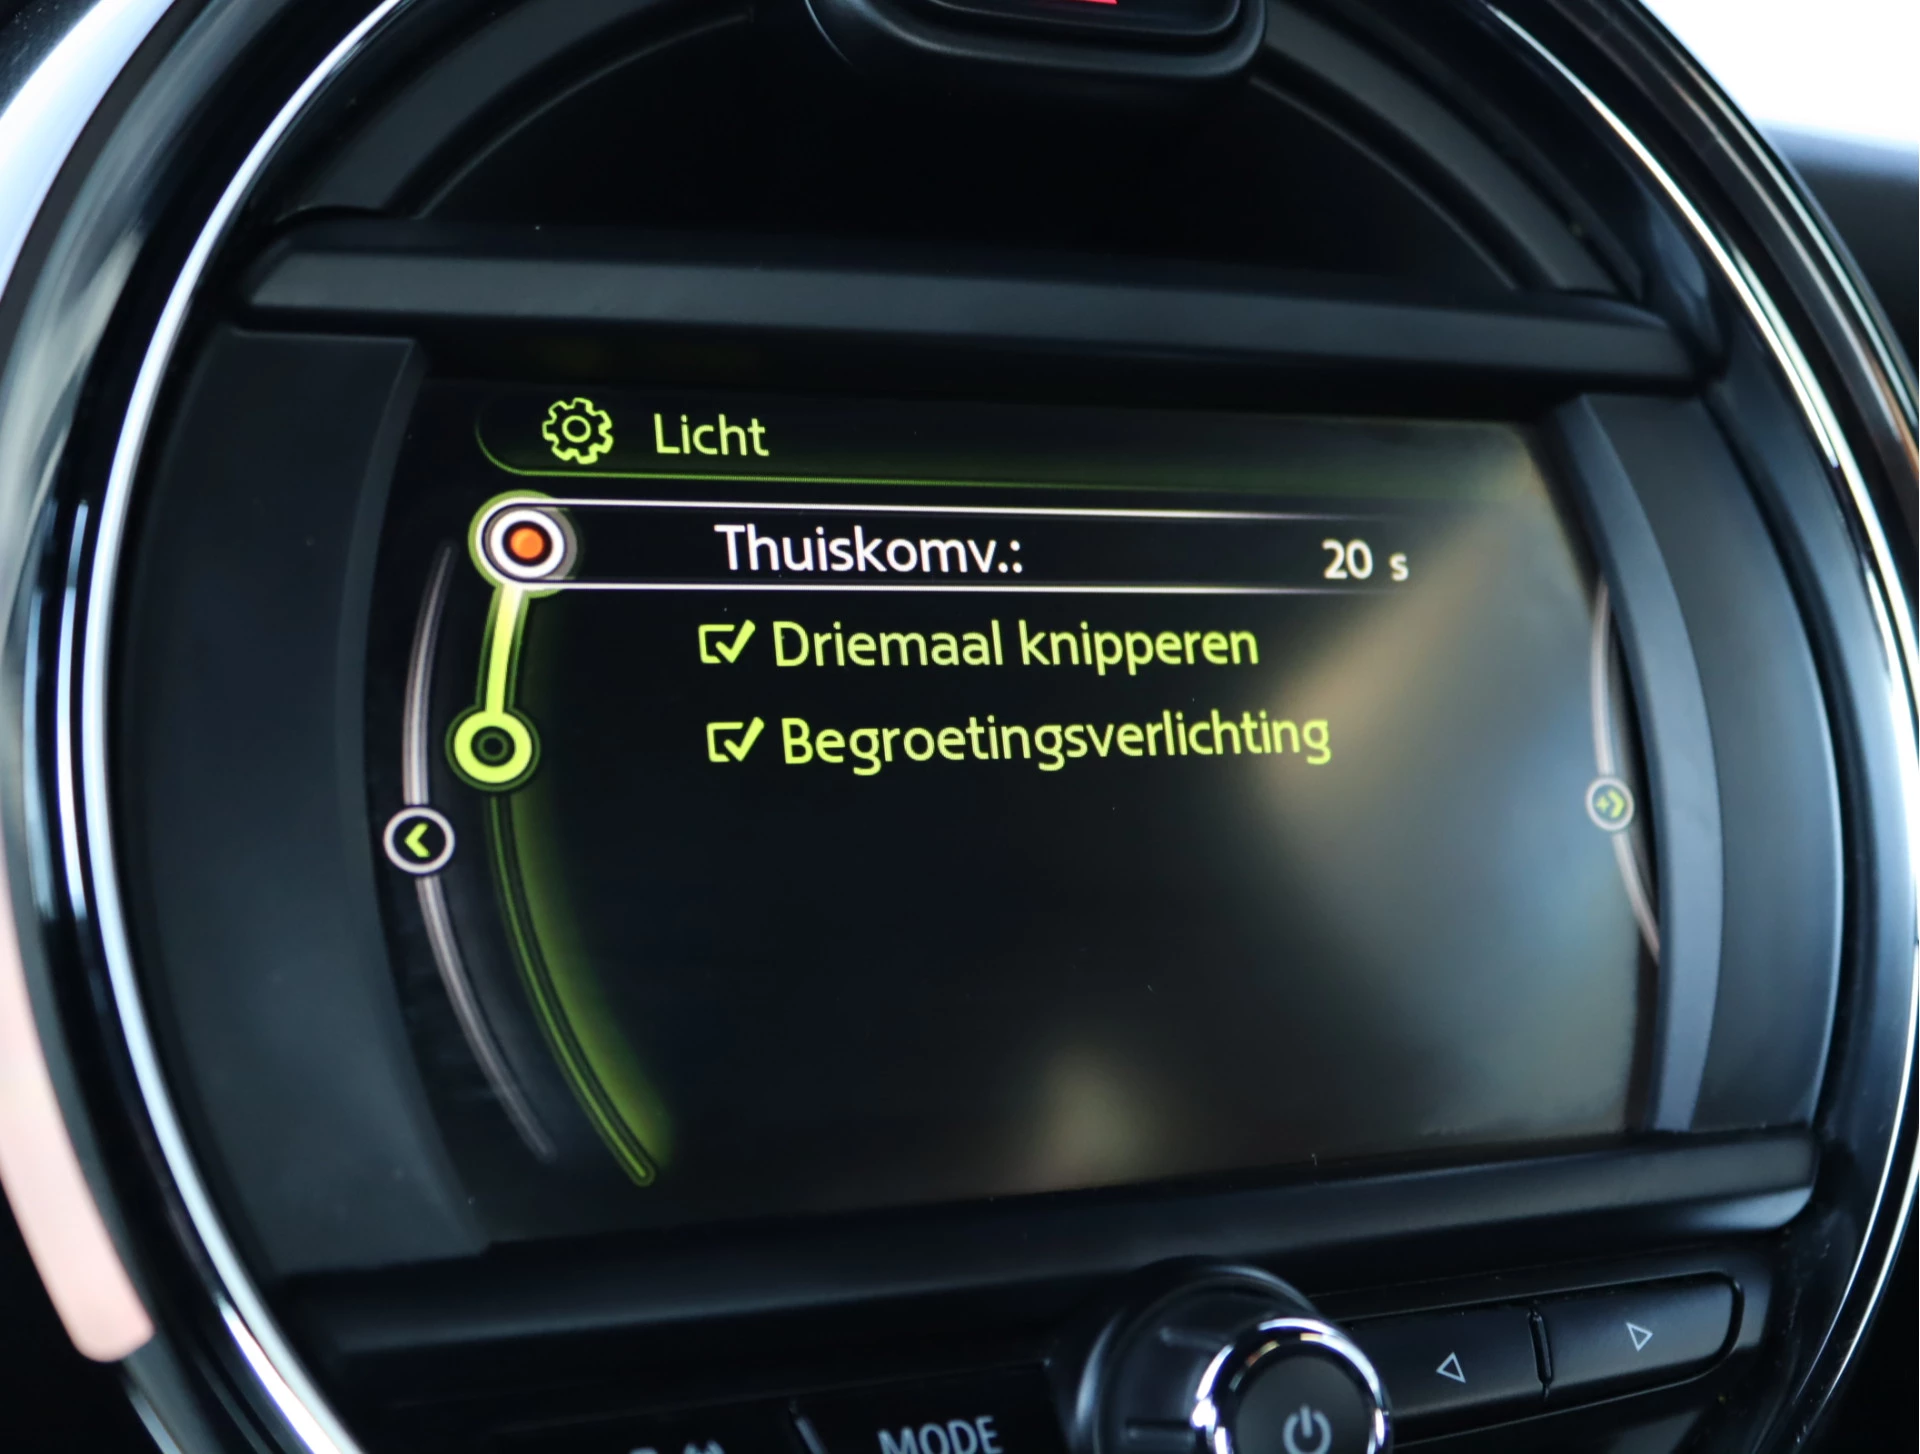 Licht
Thuiskomv.: 20 s
Driemaal knipperen
Begroetingsverlichting
MODE